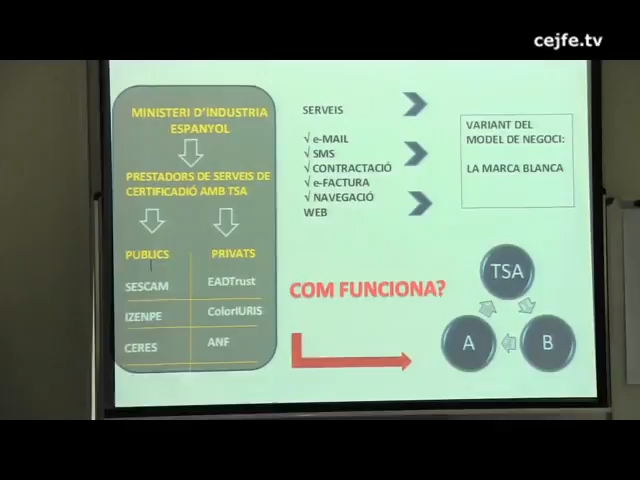 cejfe.tv
MINISTERI D'INDUSTRIA
ESPANYOL
PRESTADORS DE SERVEIS DE
CERTIFICADIÓ AMB TSA
PUBLICS
PRIVATS
SESCAM
EADTrust
IZENPE
ColorIURIS
CERES
ANF
SERVEIS
√ e-MAIL
√ SMS
√ CONTRACTACIÓ
√ e-FACTURA
√ NAVEGACIÓ
WEB
VARIANT DEL
MODEL DE NEGOCI:
LA MARCA BLANCA
COM FUNCIONA?
TSA
A
B